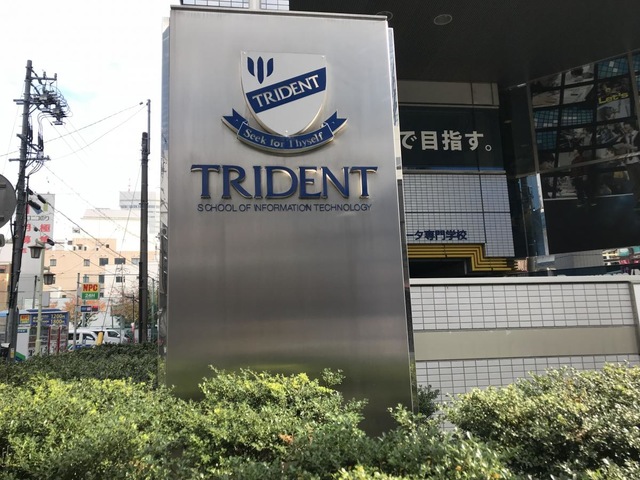 TRIDENT
Seek for Thyself
TRIDENT
SCHOOL OF INFORMATION TECHNOLOGY
で目指す。
ータ専門学校
NPC
24H